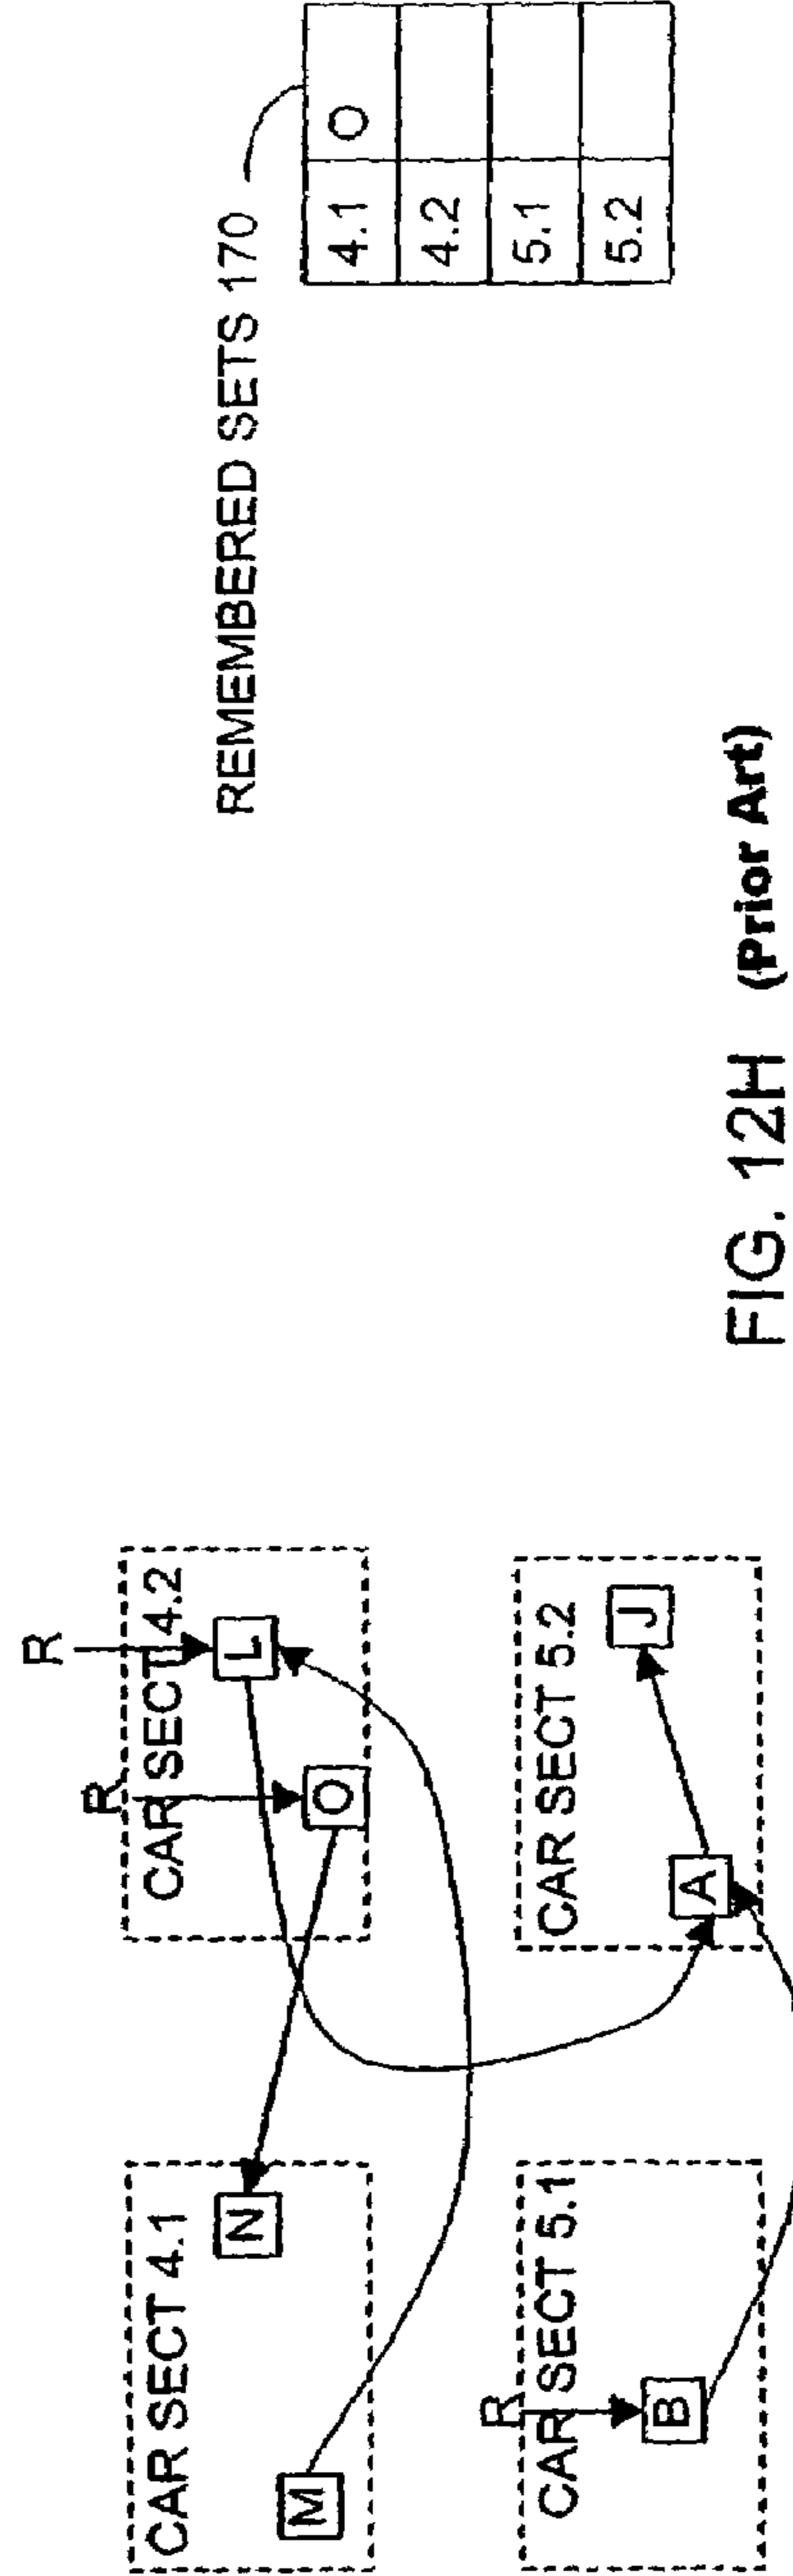 CAR SECT 4.1
M
N
R
R
CAR SECT 4.2
O
L
R
CAR SECT 5.1
B
CAR SECT 5.2
A
J
REMEMBERED SETS 170
4.1 O
4.2
5.1
5.2
FIG. 12H (Prior Art)